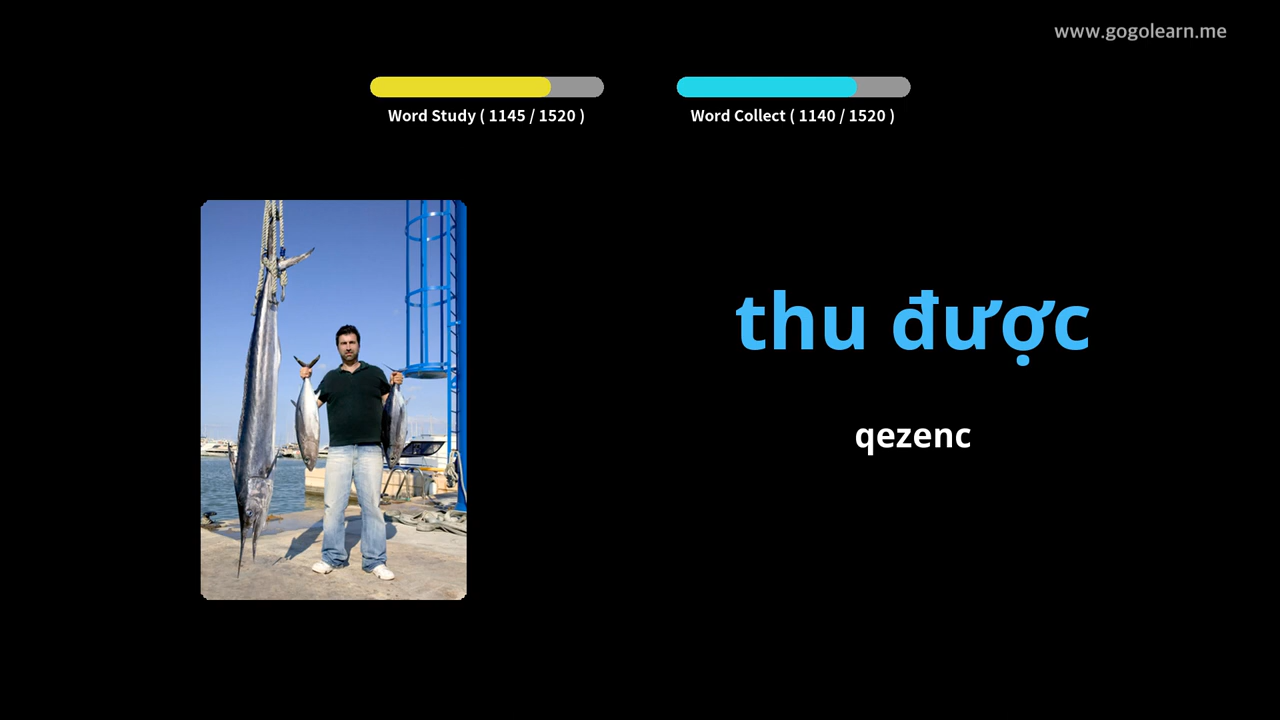 www.gogolearn.me
Word Study ( 1145 / 1520 )
Word Collect ( 1140 / 1520 )
thu được
qezenc